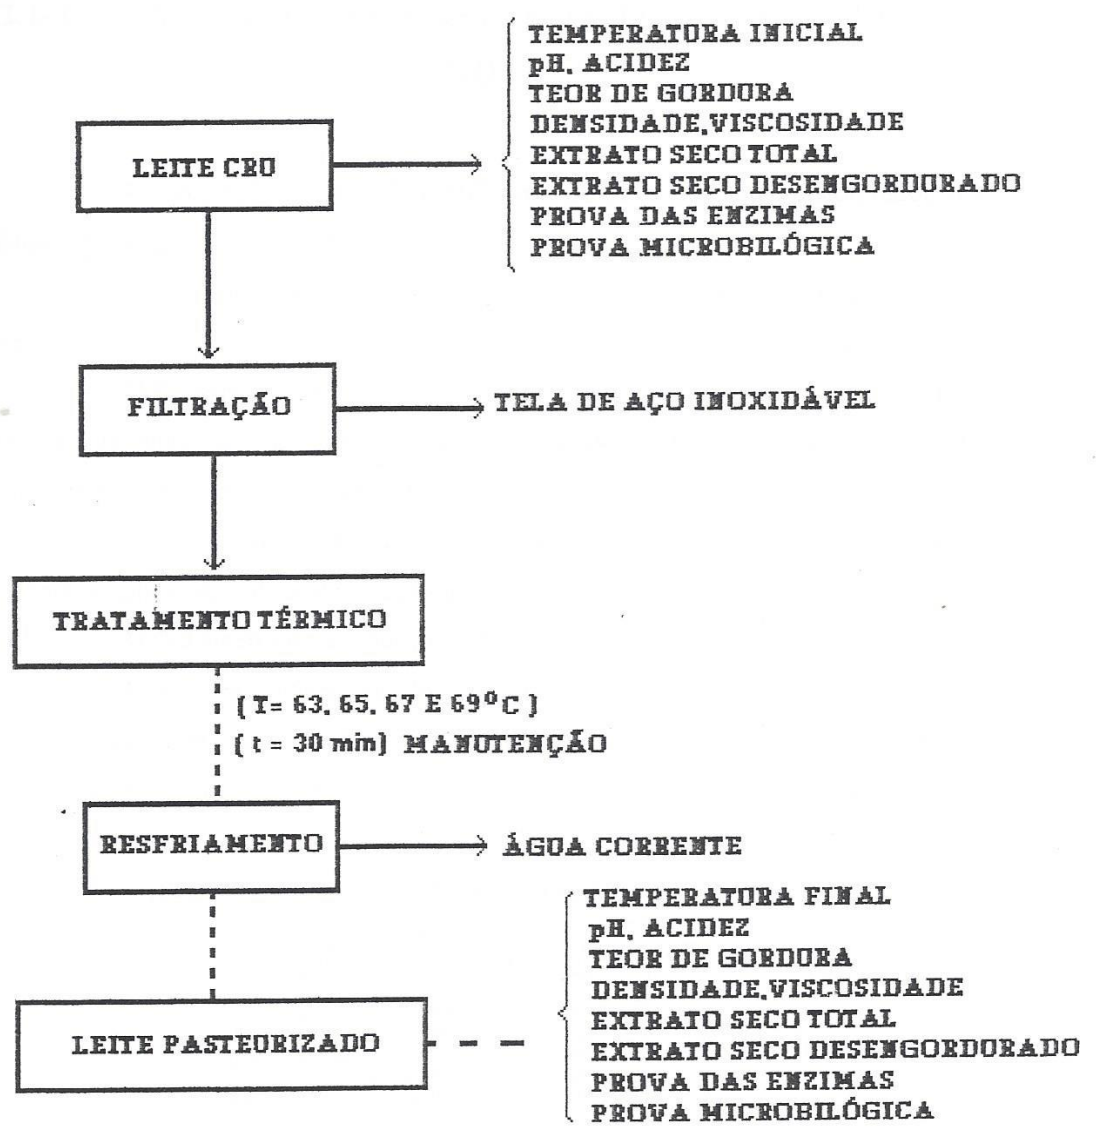 TEMPERATURA INICIAL
pH, ACIDEZ
TEOR DE GORDURA
DENSIDADE,VISCOSIDADE
LEITE CRU
EXTRATO SECO TOTAL
EXTRATO SECO DESENGORDURADO
PROVA DAS ENZIMAS
PROVA MICROBILÓGICA
FILTRAÇÃO
TELA DE AÇO INOXIDÁVEL
TRATAMENTO TÉRMICO
( T= 63, 65, 67 E 69⁰C )
( t = 30 min) MANUTENÇÃO
RESFRIAMENTO
ÁGUA CORRENTE
TEMPERATURA FINAL
pH, ACIDEZ
TEOR DE GORDURA
DENSIDADE,VISCOSIDADE
EXTRATO SECO TOTAL
LEITE PASTEURIZADO
EXTRATO SECO DESENGORDURADO
PROVA DAS ENZIMAS
PROVA MICROBILÓGICA